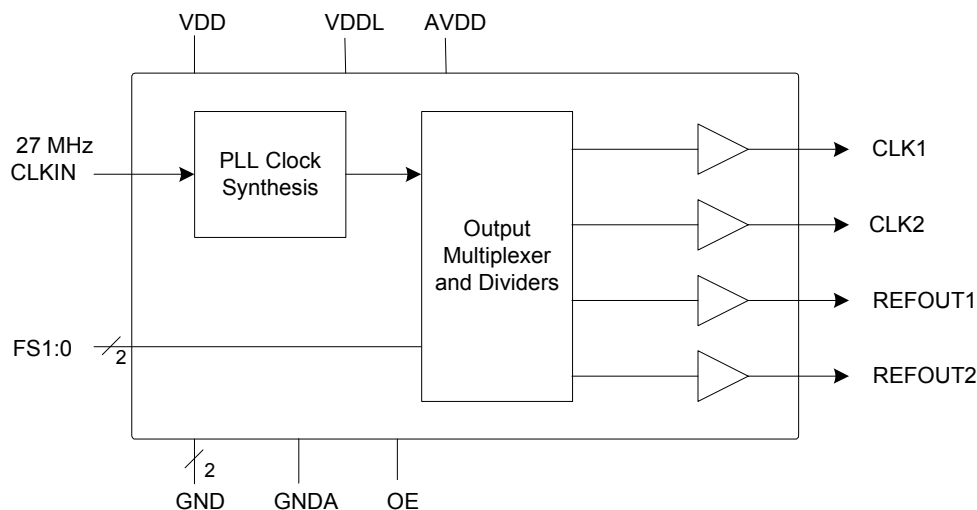 VDD
VDDL
AVDD
27 MHz
CLKIN
PLL Clock
Synthesis
Output
Multiplexer
and Dividers
CLK1
CLK2
REFOUT1
REFOUT2
FS1:0
2
2
GND
GNDA
OE